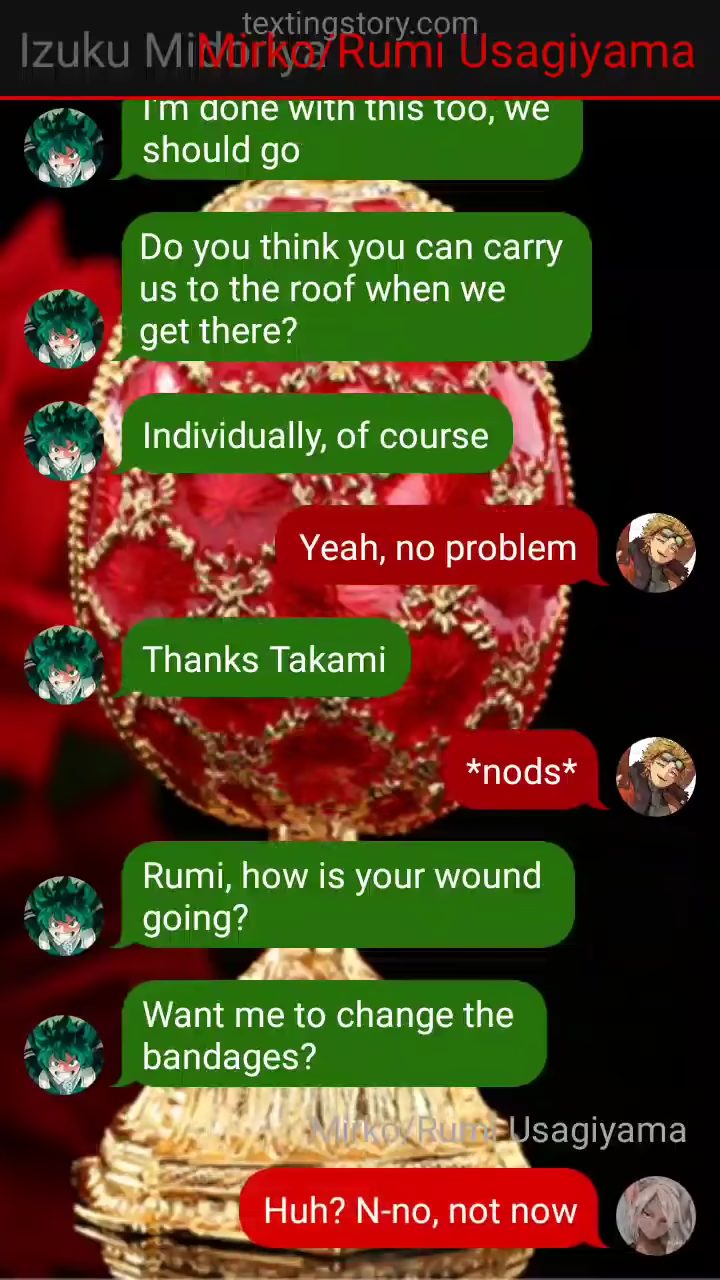 textingstory.com
Izuku Midoriya
Mirko/Rumi Usagiyama
I'm done with this too, we
should go
Do you think you can carry
us to the roof when we
get there?
Individually, of course
Yeah, no problem
Thanks Takami
*nods*
Rumi, how is your wound
going?
Want me to change the
bandages?
Mirko/Rumi Usagiyama
Huh? N-no, not now